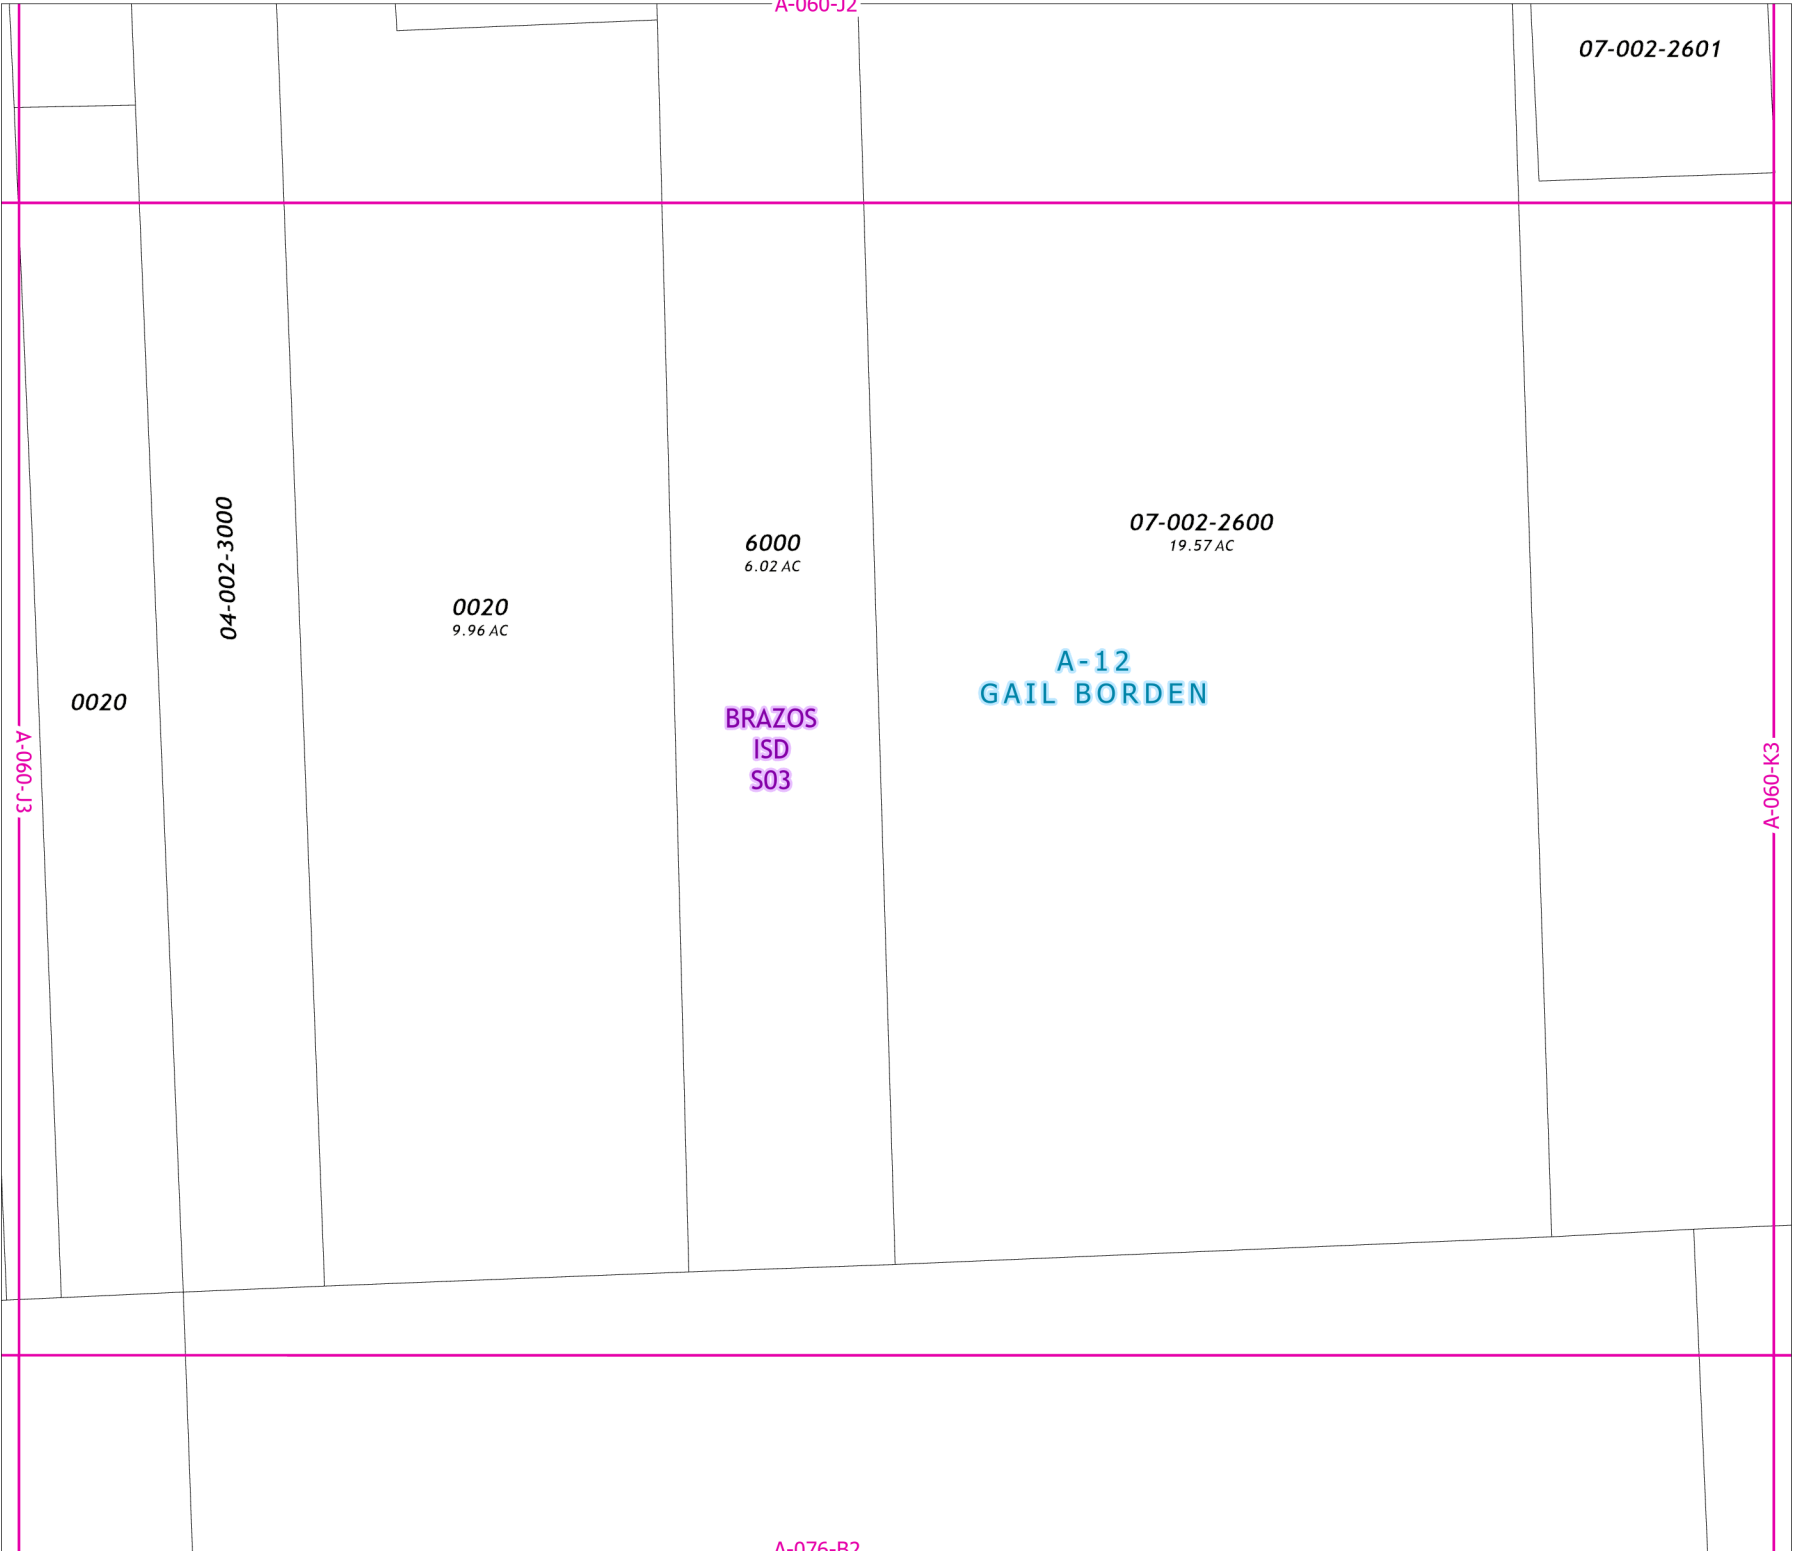 A-060-J2
07-002-2601
04-002-3000
07-002-2600
19.57 AC
6000
6.02 AC
0020
9.96 AC
A-12
GAIL BORDEN
0020
BRAZOS
ISD
S03
A-060-J3
A-060-K3
A-076-B2